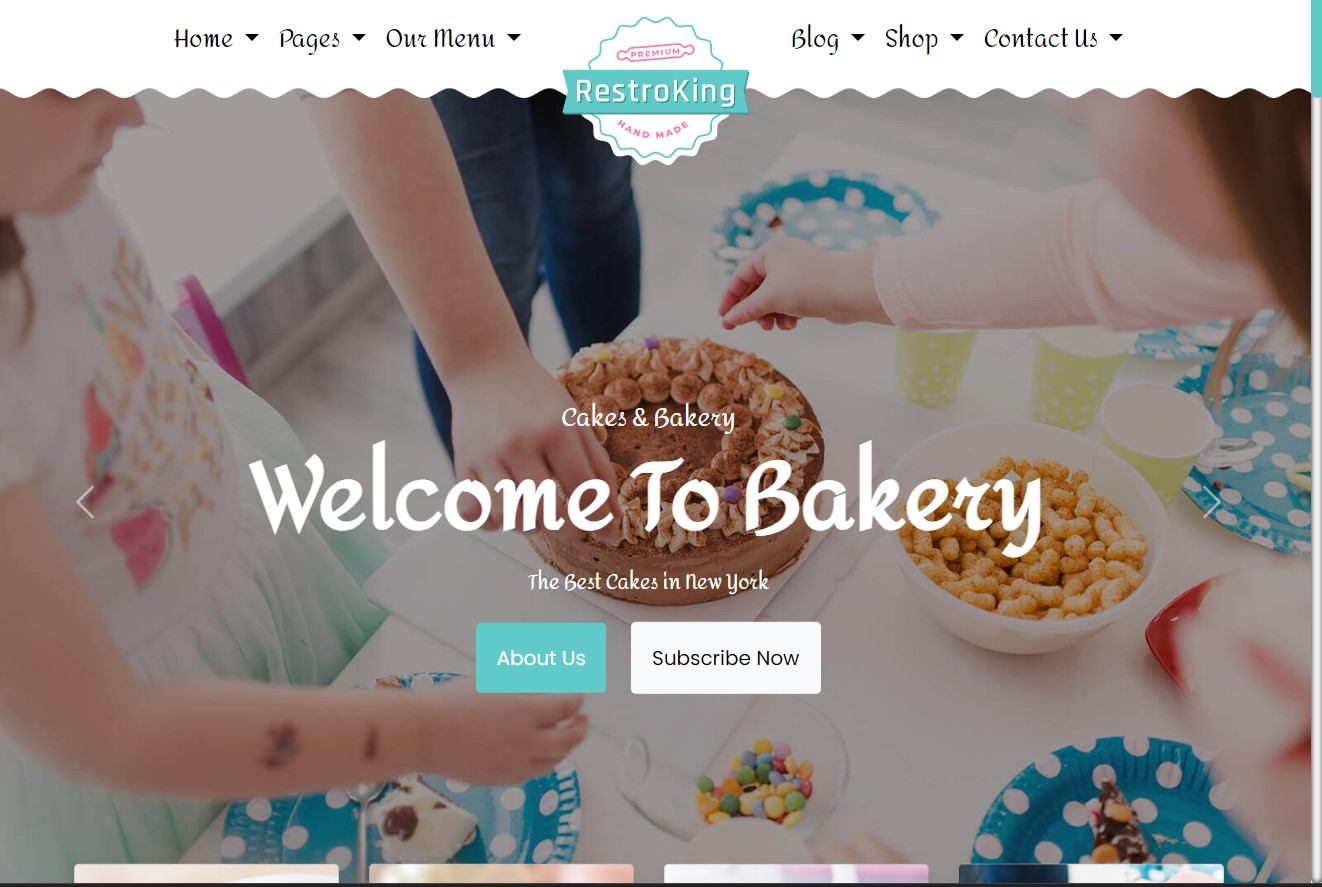 Home Pages Our Menu
PREMIUM
RestroKing
HAND MADE
Blog Shop Contact Us
Cakes & Bakery
Welcome To Bakery
The Best Cakes in New York
About Us
Subscribe Now